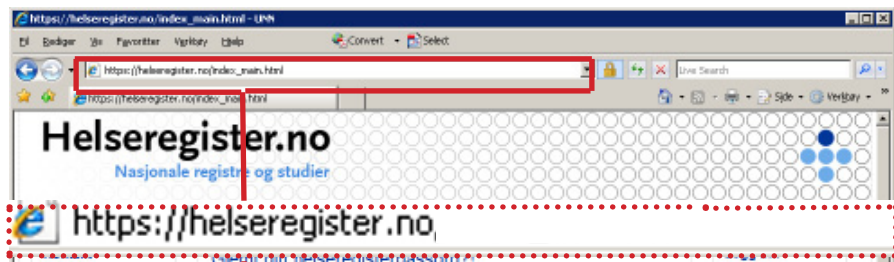 https://helseregister.no/index_main.html - UNN
Fil Rediger Vis Favoritter Verktøy Hjelp Convert Select
https://helseregister.no/index_main.html Live Search
https://helseregister.no/index_main.html Side Verktøy
Helseregister.no
Nasjonale registre og studier
https://helseregister.no